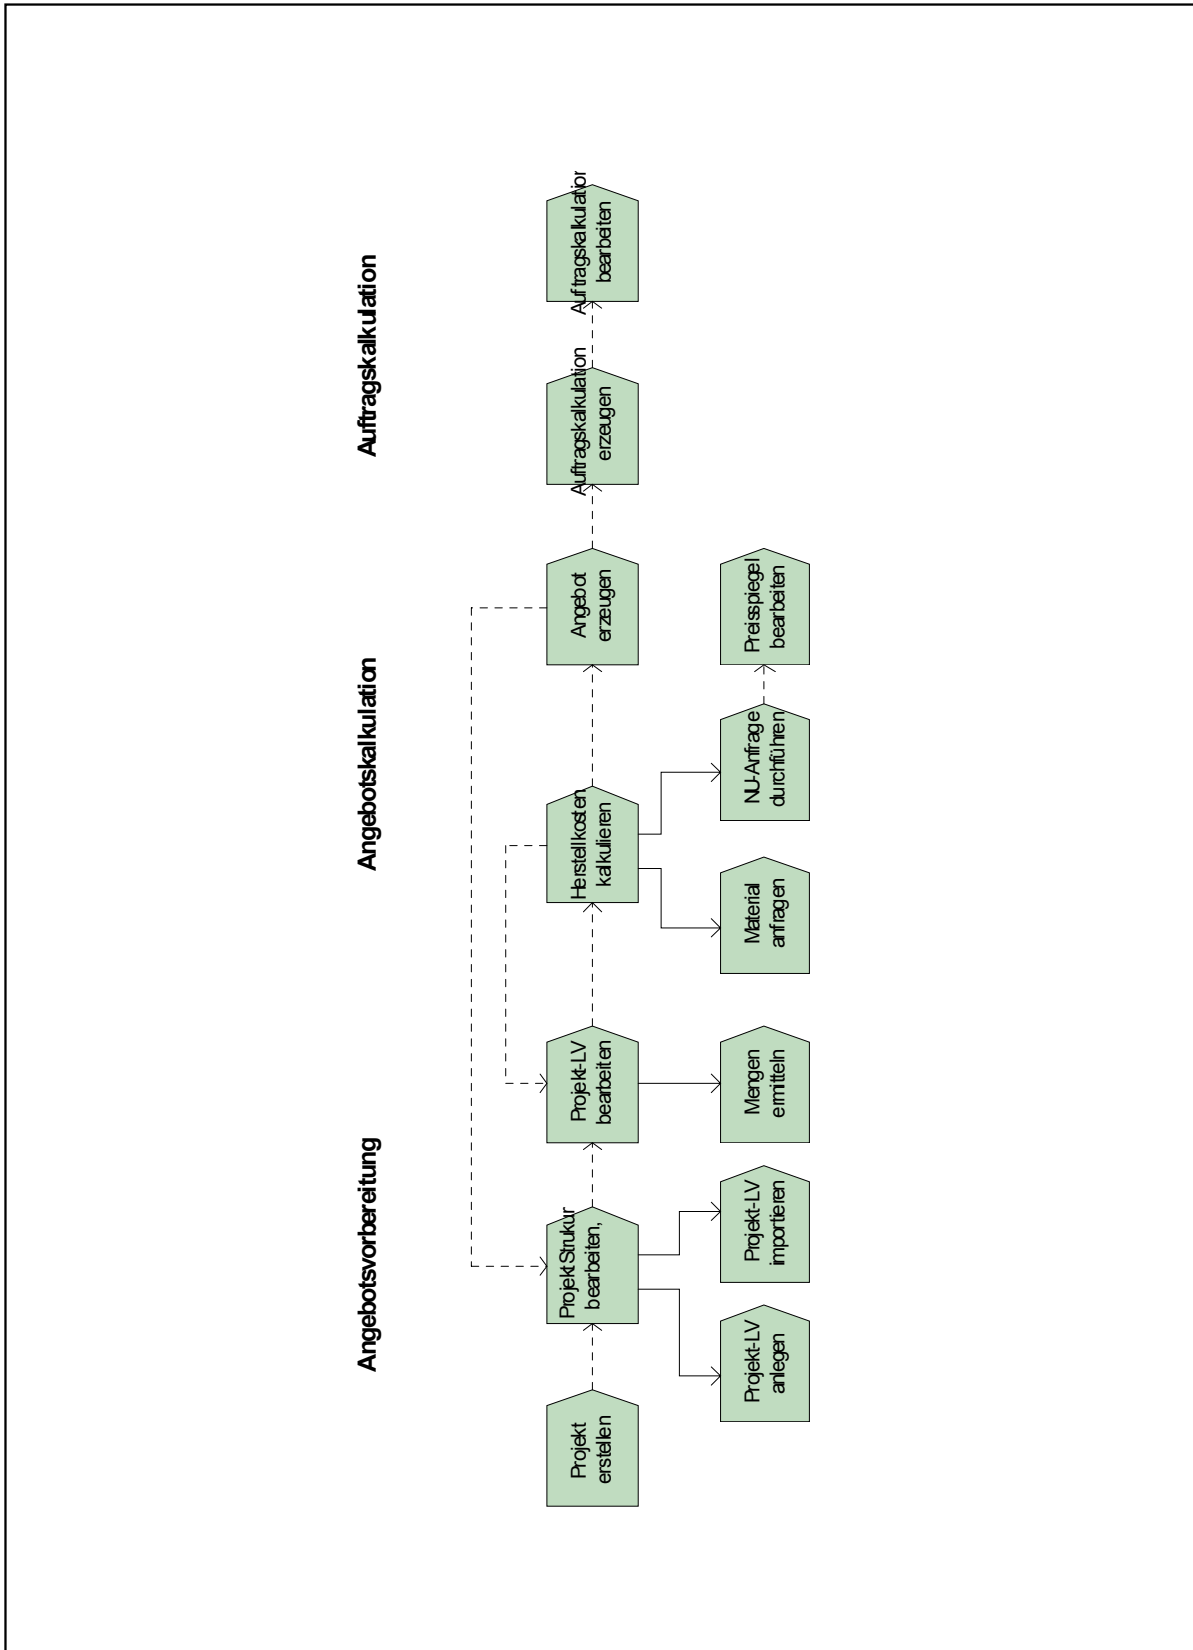 Angebotsvorbereitung
Angebotskalkulation
Auftragskalkulation
Projekt
erstellen
Projekt Strukur
bearbeiten,
Projekt-LV
bearbeiten
Herstellkosten
kalkulieren
Angebot
erzeugen
Auftragskalkulation
erzeugen
Auftragskalkulation
bearbeiten
Projekt-LV
anlegen
Projekt-LV
importieren
Mengen
ermitteln
Material
anfragen
NU-Anfrage
durchführen
Preisspiegel
bearbeiten